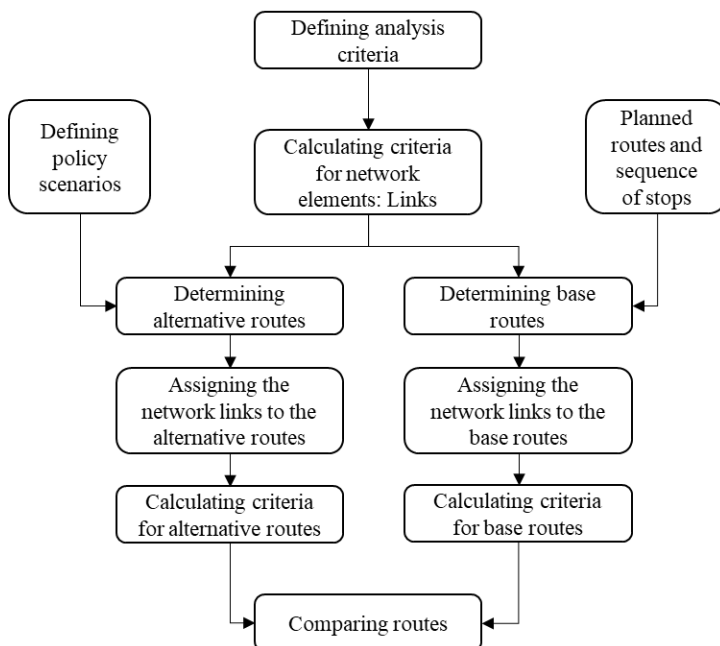 Defining analysis
criteria
Defining
policy
scenarios
Calculating criteria
for network
elements: Links
Planned
routes and
sequence
of stops
Determining
alternative routes
Determining base
routes
Assigning the
network links to the
alternative routes
Assigning the
network links to the
base routes
Calculating criteria
for alternative routes
Calculating criteria
for base routes
Comparing routes